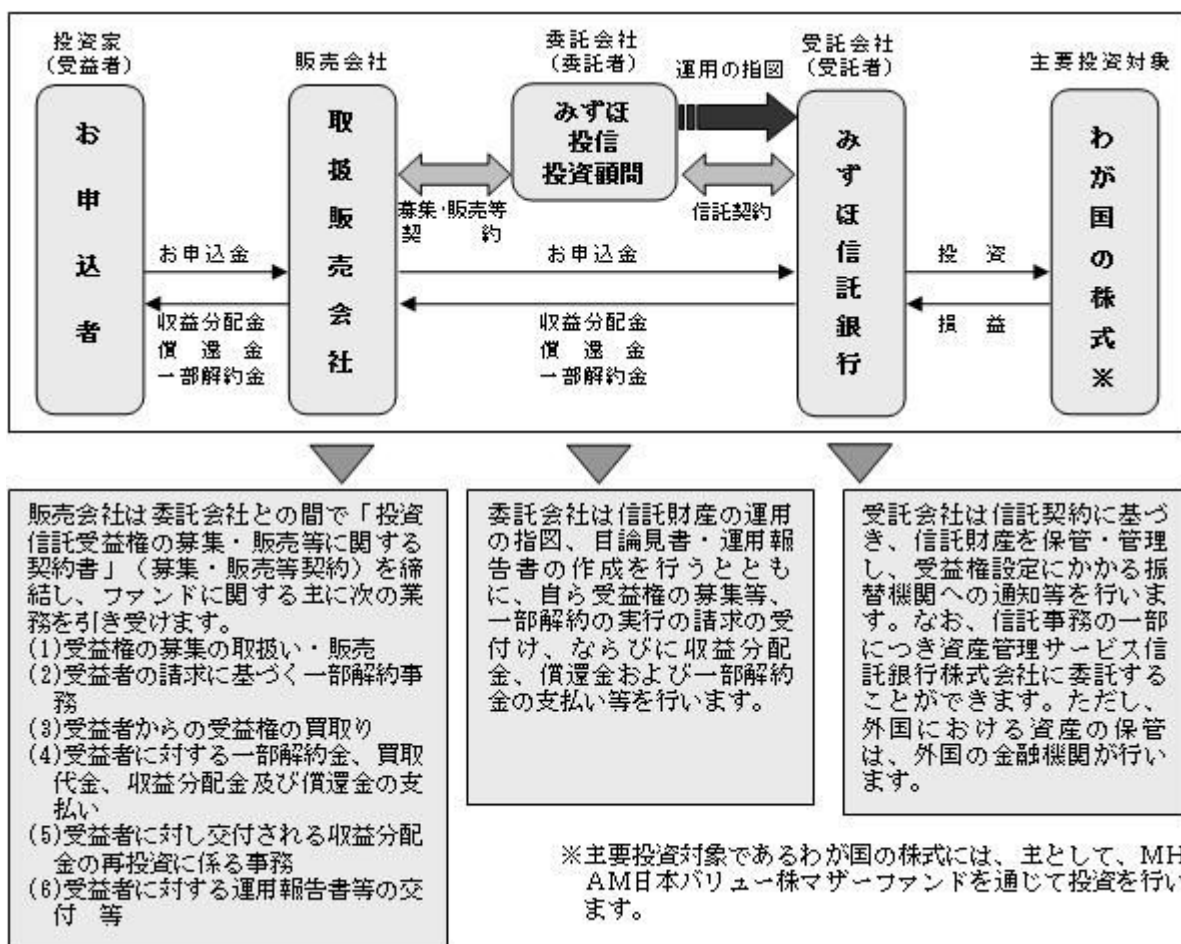 投資家
(受益者)
販売会社
委託会社
(委託者)
運用の指図
受託会社
(受託者)
主要投資対象
お申込者
取扱販売会社
みずほ
投信
投資顧問
みずほ信託銀行
わが国の株式※
募集・販売等
契　　約
信託契約
お申込金
お申込金
投　資
収益分配金
償　還　金
一部解約金
収益分配金
償　還　金
一部解約金
損　益
販売会社は委託会社との間で「投資
信託受益権の募集・販売等に関する
契約書」（募集・販売等契約）を締
結し、ファンドに関する主に次の業
務を引き受けます。
(1)受益権の募集の取扱い・販売
(2)受益者の請求に基づく一部解約事
務
(3)受益者からの受益権の買取り
(4)受益者に対する一部解約金、買取
代金、収益分配金及び償還金の支
払い
(5)受益者に対し交付される収益分配
金の再投資に係る事務
(6)受益者に対する運用報告書等の交
付　等
委託会社は信託財産の運用
の指図、目論見書・運用報
告書の作成を行うととも
に、自ら受益権の募集等、
一部解約の実行の請求の受
付け、ならびに収益分配
金、償還金および一部解約
金の支払い等を行います。
受託会社は信託契約に基づ
き、信託財産を保管・管理
し、受益権設定にかかる振
替機関への通知等を行いま
す。なお、信託事務の一部
につき資産管理サービス信
託銀行株式会社に委託する
ことができます。ただし、
外国における資産の保管
は、外国の金融機関が行い
ます。
※主要投資対象であるわが国の株式には、主として、ＭＨ
ＡＭ日本バリュー株マザーファンドを通じて投資を行い
ます。